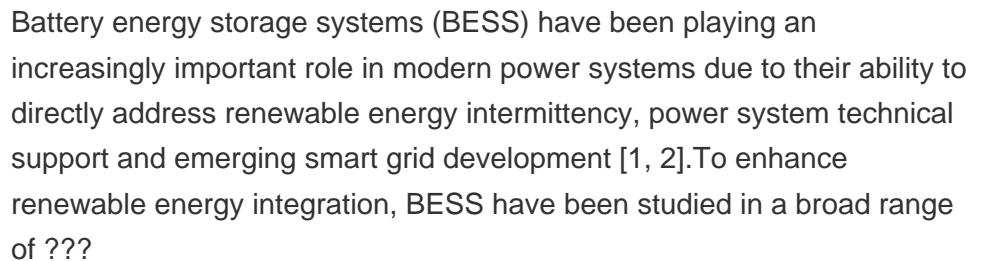 Battery energy storage systems (BESS) have been playing an
increasingly important role in modern power systems due to their ability to
directly address renewable energy intermittency, power system technical
support and emerging smart grid development [1, 2].To enhance
renewable energy integration, BESS have been studied in a broad range
of ???